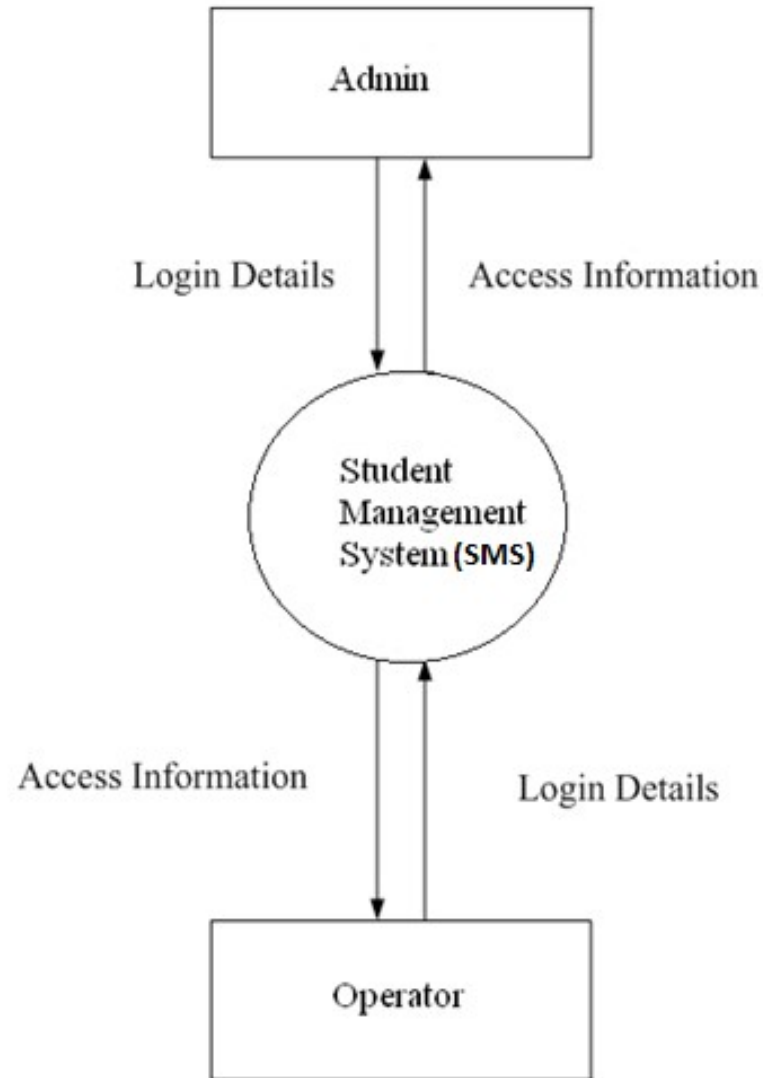 Admin
Login Details
Access Information
Student
Management
System (SMS)
Access Information
Login Details
Operator